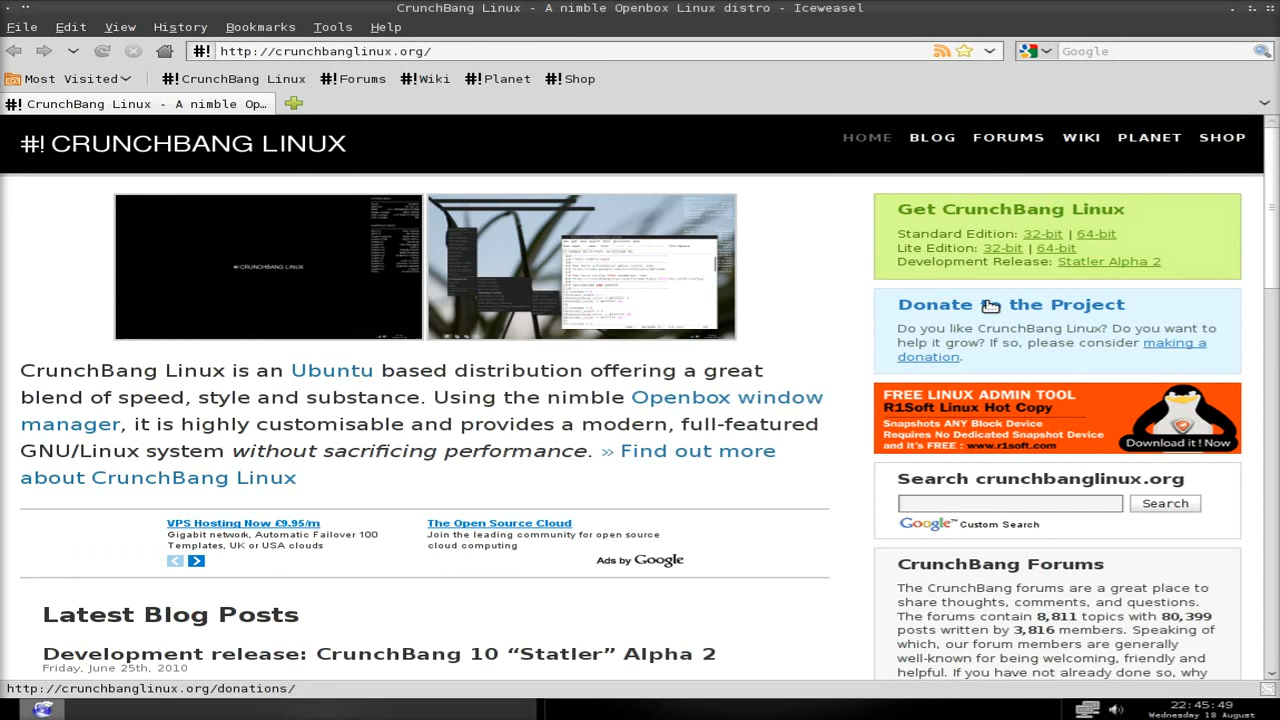 CrunchBang Linux - A nimble Openbox Linux distro - Iceweasel
File Edit View History Bookmarks Tools Help
#! http://crunchbanglinux.org/
Google
Most Visited
#!CrunchBang Linux #!Forums #!Wiki #!Planet #!Shop
#! CrunchBang Linux - A nimble Op...
#! CRUNCHBANG LINUX
HOME BLOG FORUMS WIKI PLANET SHOP
#!CRUNCHBANG LINUX
CrunchBang Linux is an Ubuntu based distribution offering a great
blend of speed, style and substance. Using the nimble Openbox window
manager, it is highly customisable and provides a modern, full-featured
GNU/Linux system without sacrificing performance. » Find out more
about CrunchBang Linux
VPS Hosting Now £9.95/m
Gigabit network, Automatic Failover 100
Templates, UK or USA clouds
The Open Source Cloud
Join the leading community for open source
cloud computing
Ads by Google
Latest Blog Posts
Development release: CrunchBang 10 “Statler” Alpha 2
Friday, June 25th, 2010
Get CrunchBang Linux
Standard Edition: 32-bit | 64-bit
Lite Edition: 32-bit | 64-bit
Development Release: Statler Alpha 2
Donate to the Project
Do you like CrunchBang Linux? Do you want to
help it grow? If so, please consider making a
donation.
FREE LINUX ADMIN TOOL
R1Soft Linux Hot Copy
Snapshots ANY Block Device
Requires No Dedicated Snapshot Device
and it's FREE : www.r1soft.com
Download it! Now
Search crunchbanglinux.org
Search
Google™ Custom Search
CrunchBang Forums
The CrunchBang forums are a great place to
share thoughts, comments, and questions.
The forums contain 8,811 topics with 80,399
posts written by 3,816 members. Speaking of
which, our forum members are generally
well-known for being welcoming, friendly and
helpful. If you have not already done so, why
http://crunchbanglinux.org/donations/
22:45:49
Wednesday 18 August